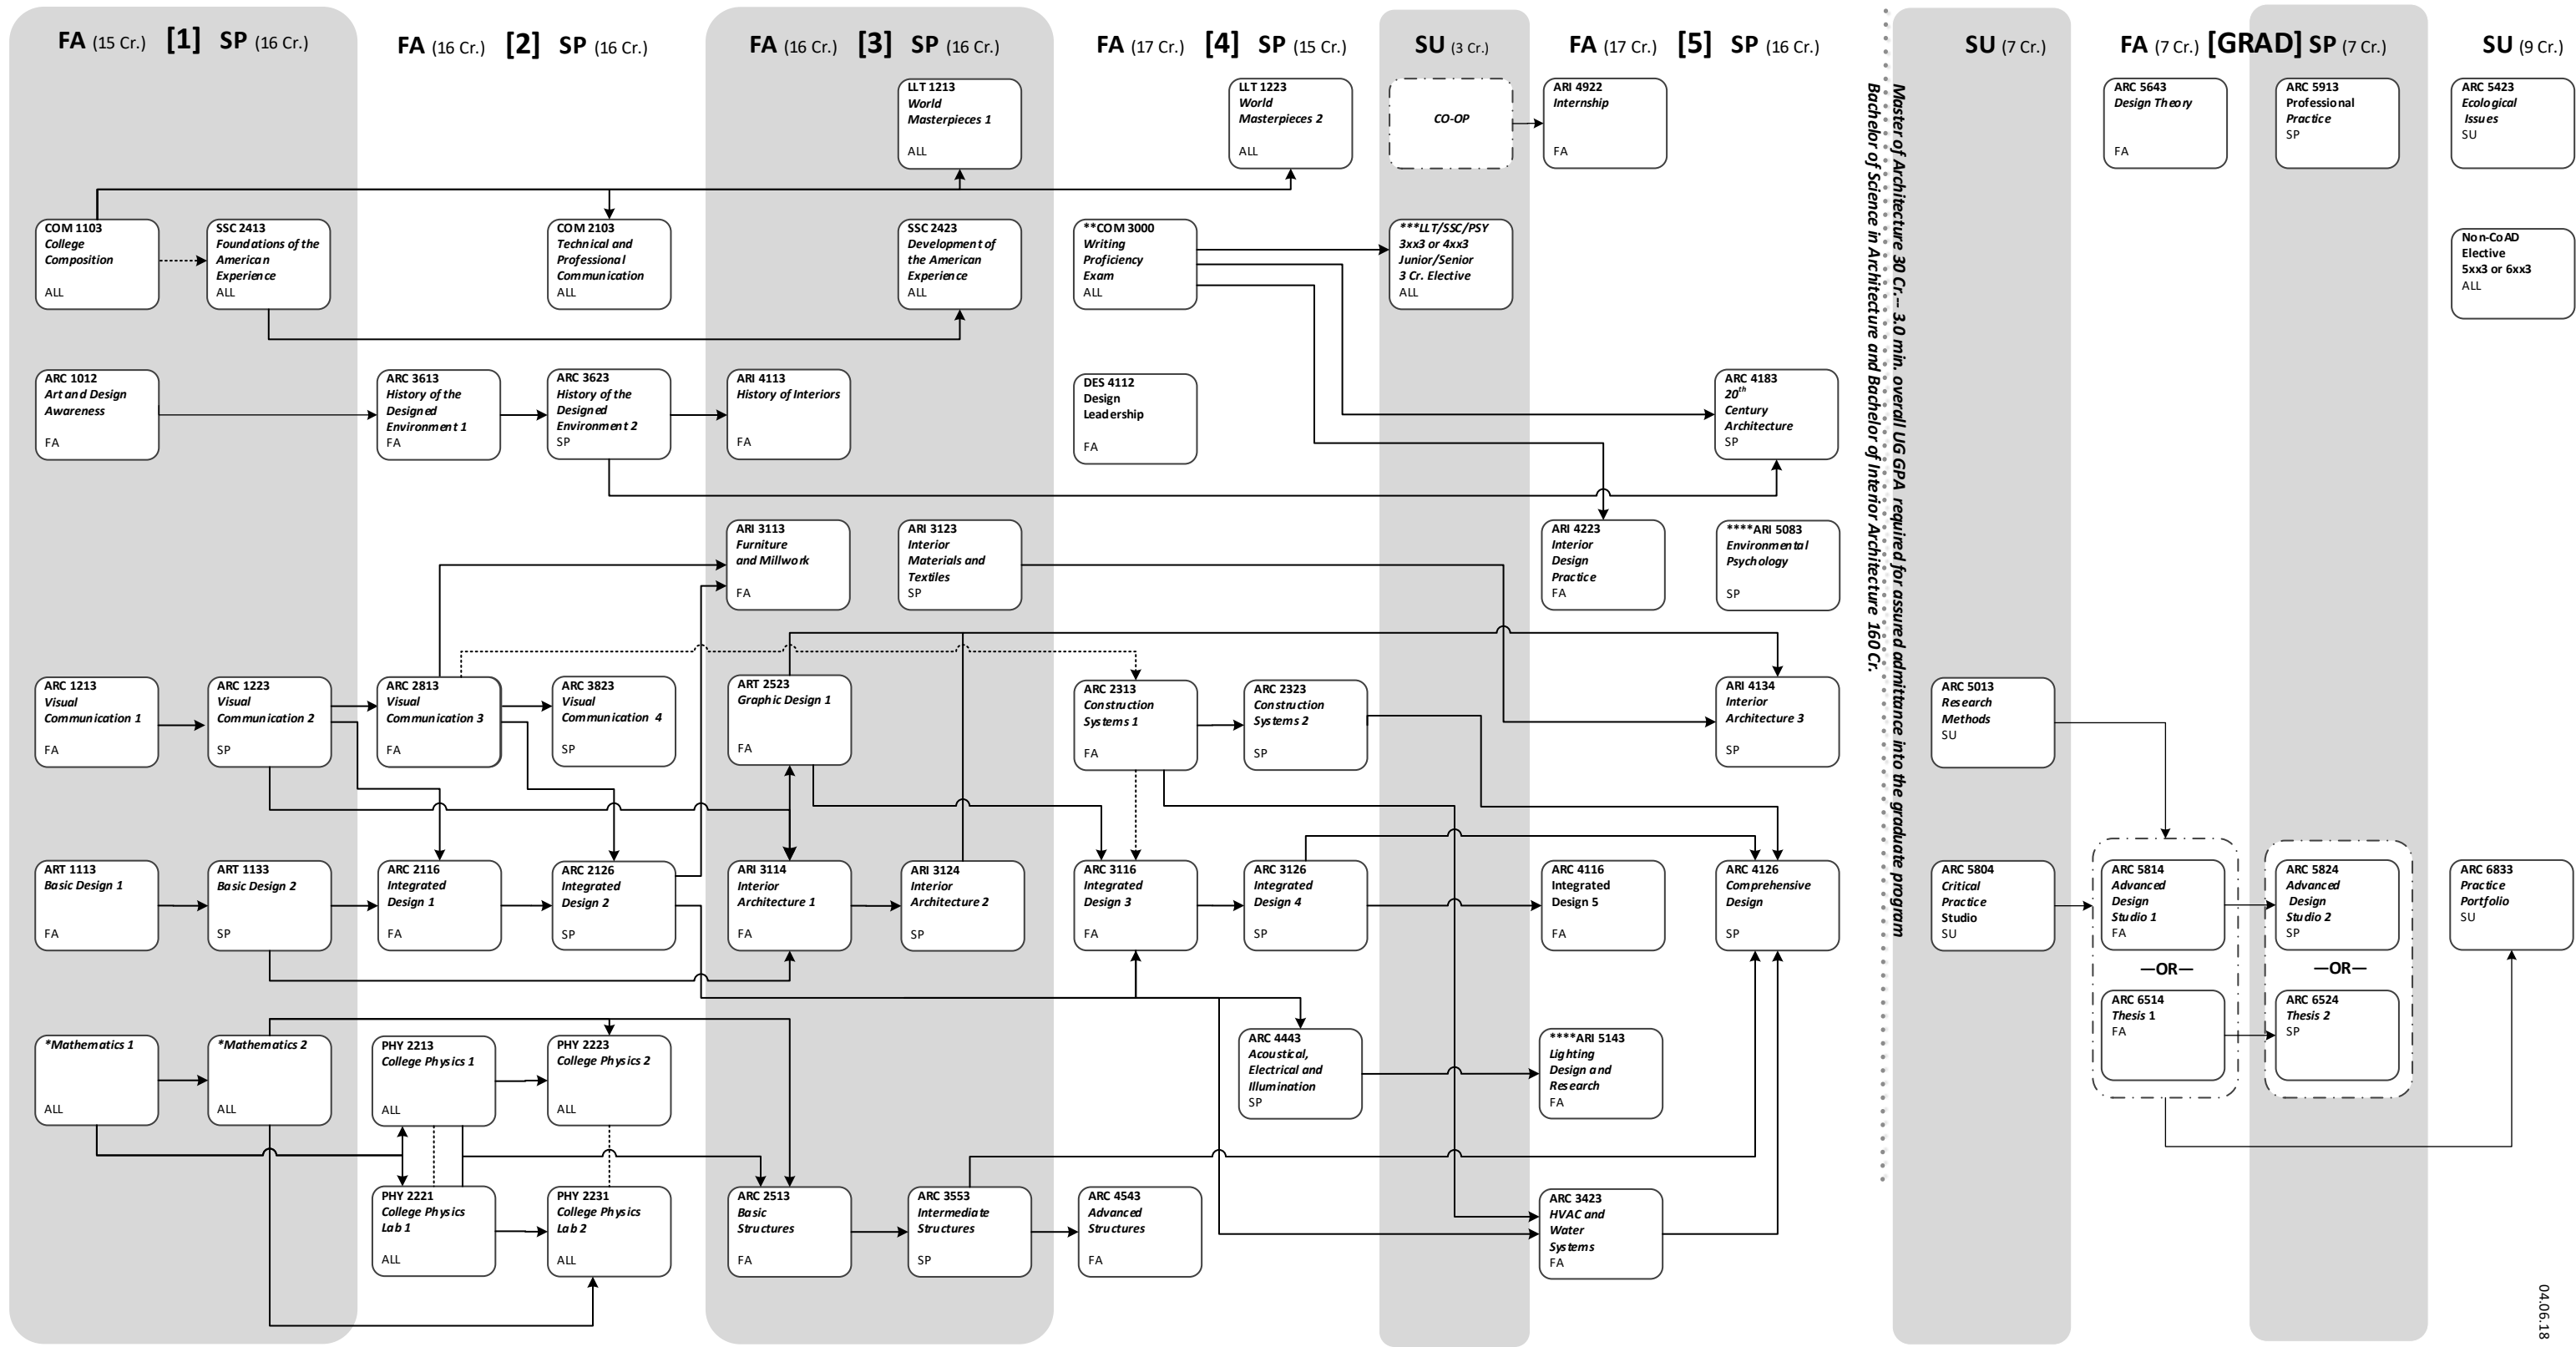 FA (15 Cr.) [1] SP (16 Cr.)
FA (16 Cr.) [2] SP (16 Cr.)
FA (16 Cr.) [3] SP (16 Cr.)
FA (17 Cr.) [4] SP (15 Cr.)
SU (3 Cr.)
FA (17 Cr.) [5] SP (16 Cr.)
SU (7 Cr.)
FA (7 Cr.) [GRAD] SP (7 Cr.)
SU (9 Cr.)
LLT 1213
World
Masterpieces 1
ALL
LLT 1223
World
Masterpieces 2
ALL
CO-OP
ARI 4922
Internship
FA
ARC 5643
Design Theory
FA
ARC 5913
Professional
Practice
SP
ARC 5423
Ecological
Issues
SU
COM 1103
College
Composition
ALL
SSC 2413
Foundations of the
American
Experience
ALL
COM 2103
Technical and
Professional
Communication
ALL
SSC 2423
Development of
the American
Experience
ALL
**COM 3000
Writing
Proficiency
Exam
ALL
***LLT/SSC/PSY
3xx3 or 4xx3
Junior/Senior
3 Cr. Elective
ALL
Non-CoAD
Elective
5xx3 or 6xx3
ALL
ARC 1012
Art and Design
Awareness
FA
ARC 3613
History of the
Designed
Environment 1
FA
ARC 3623
History of the
Designed
Environment 2
SP
ARI 4113
History of Interiors
FA
DES 4112
Design
Leadership
FA
ARC 4183
20th
Century
Architecture
SP
ARI 3113
Furniture
and Millwork
FA
ARI 3123
Interior
Materials and
Textiles
SP
ARI 4223
Interior
Design
Practice
FA
****ARI 5083
Environmental
Psychology
SP
Master of Architecture 30 Cr.-- 3.0 min. overall UG GPA required for assured admittance into the graduate program
Bachelor of Science in Architecture and Bachelor of Interior Architecture 160 Cr.
ARC 1213
Visual
Communication 1
FA
ARC 1223
Visual
Communication 2
SP
ARC 2813
Visual
Communication 3
FA
ARC 3823
Visual
Communication 4
SP
ART 2523
Graphic Design 1
FA
ARC 2313
Construction
Systems 1
FA
ARC 2323
Construction
Systems 2
SP
ARI 4134
Interior
Architecture 3
SP
ARC 5013
Research
Methods
SU
ART 1113
Basic Design 1
FA
ART 1133
Basic Design 2
SP
ARC 2116
Integrated
Design 1
FA
ARC 2126
Integrated
Design 2
SP
ARI 3114
Interior
Architecture 1
FA
ARI 3124
Interior
Architecture 2
SP
ARC 3116
Integrated
Design 3
FA
ARC 3126
Integrated
Design 4
SP
ARC 4116
Integrated
Design 5
FA
ARC 4126
Comprehensive
Design
SP
ARC 5804
Critical
Practice
Studio
SU
ARC 5814
Advanced
Design
Studio 1
FA
—OR—
ARC 6514
Thesis 1
FA
ARC 5824
Advanced
Design
Studio 2
SP
—OR—
ARC 6524
Thesis 2
SP
ARC 6833
Practice
Portfolio
SU
*Mathematics 1
ALL
*Mathematics 2
ALL
PHY 2213
College Physics 1
ALL
PHY 2223
College Physics 2
ALL
ARC 4443
Acoustical,
Electrical and
Illumination
SP
****ARI 5143
Lighting
Design and
Research
FA
PHY 2221
College Physics
Lab 1
ALL
PHY 2231
College Physics
Lab 2
ALL
ARC 2513
Basic
Structures
FA
ARC 3553
Intermediate
Structures
SP
ARC 4543
Advanced
Structures
FA
ARC 3423
HVAC and
Water
Systems
FA
04.06.18